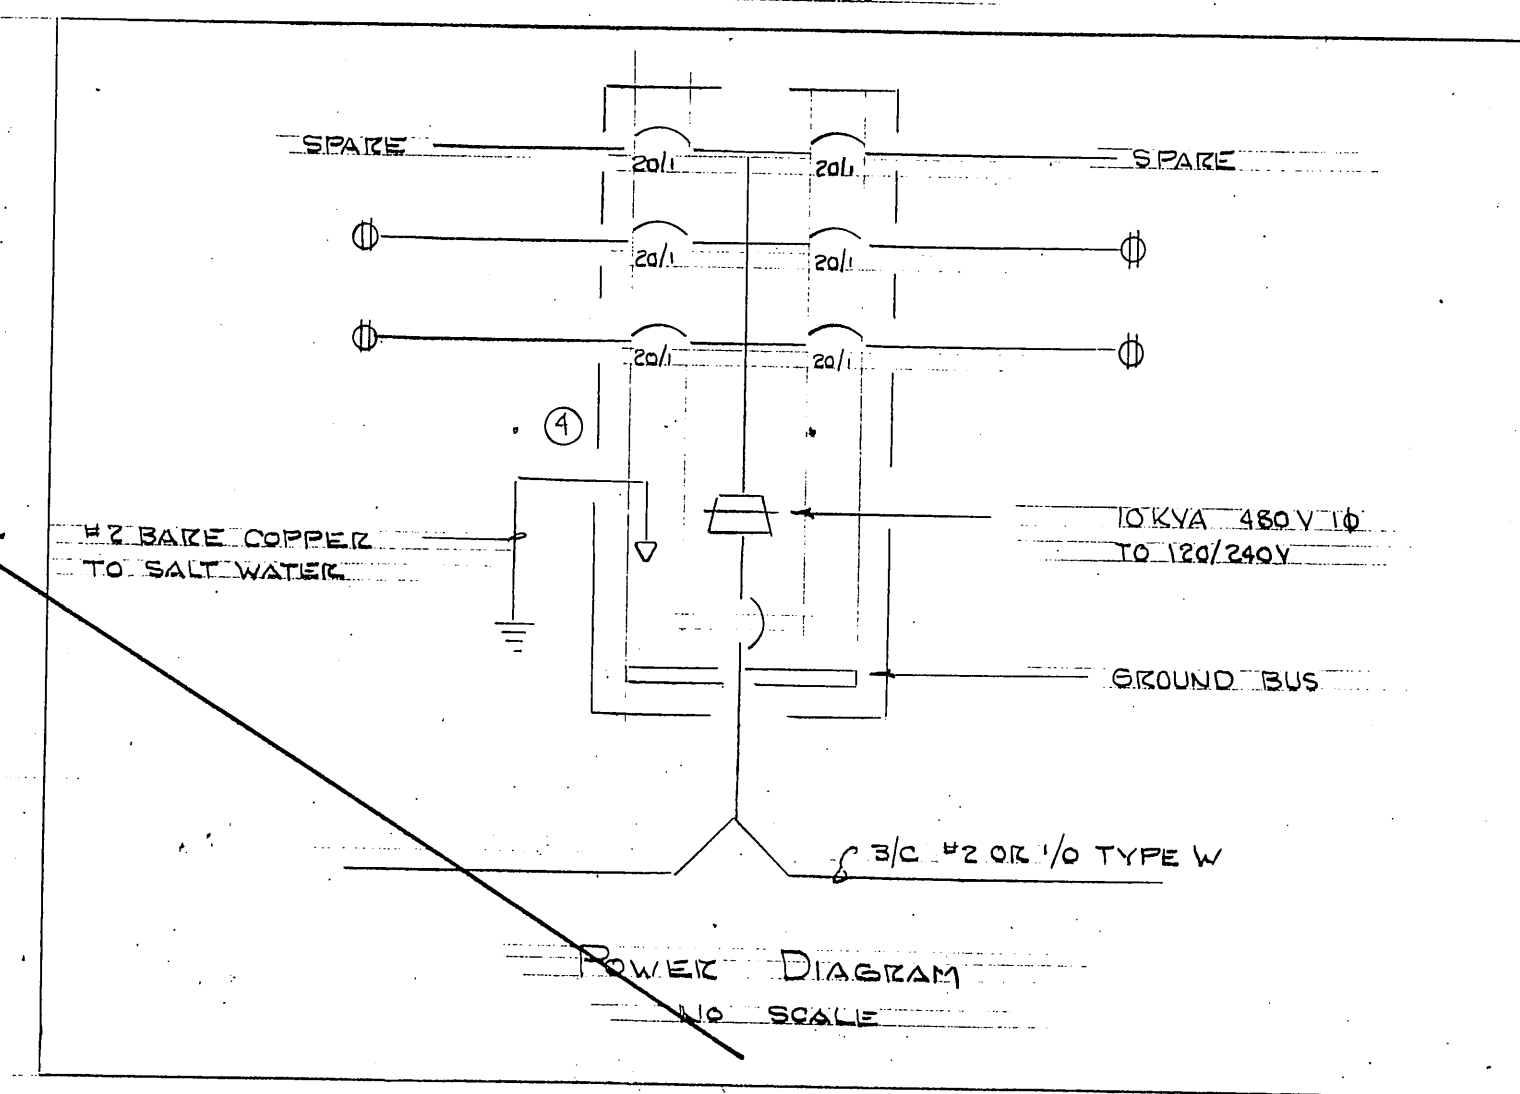 SPARE
20/1
20/1
SPARE
20/1
20/1
20/1
20/1
4
#2 BARE COPPER
TO SALT WATER
10 KVA 480V 1Φ
TO 120/240V
GROUND BUS
3/C #2 OR 1/0 TYPE W
POWER DIAGRAM
NO SCALE